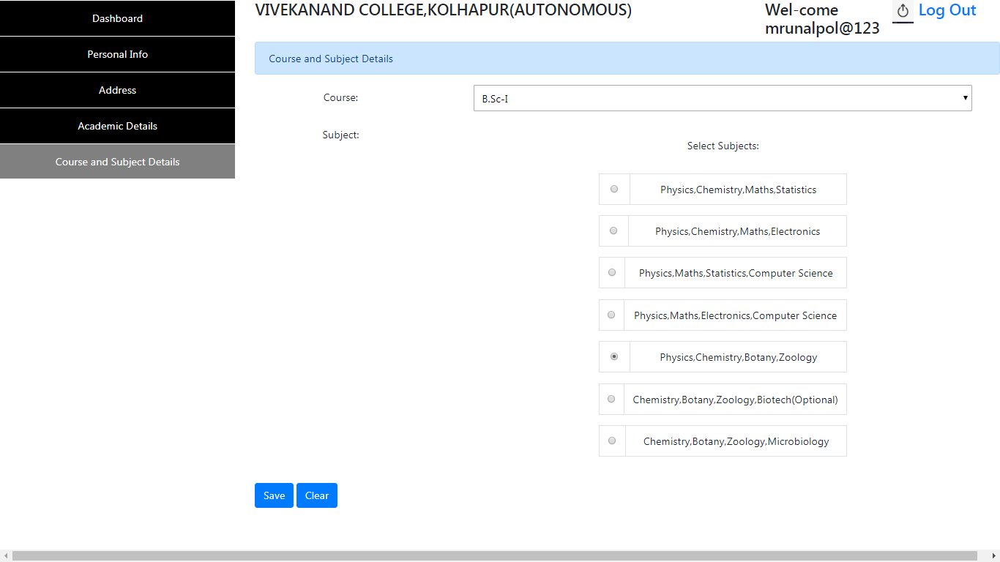 Dashboard
Personal Info
Address
Academic Details
Course and Subject Details
VIVEKANAND COLLEGE,KOLHAPUR(AUTONOMOUS)
Wel-come
mrunalpol@123
Log Out
Course and Subject Details
Course:
B.Sc-I
Subject:
Select Subjects:
Physics,Chemistry,Maths,Statistics
Physics,Chemistry,Maths,Electronics
Physics,Maths,Statistics,Computer Science
Physics,Maths,Electronics,Computer Science
Physics,Chemistry,Botany,Zoology
Chemistry,Botany,Zoology,Biotech(Optional)
Chemistry,Botany,Zoology,Microbiology
Save
Clear